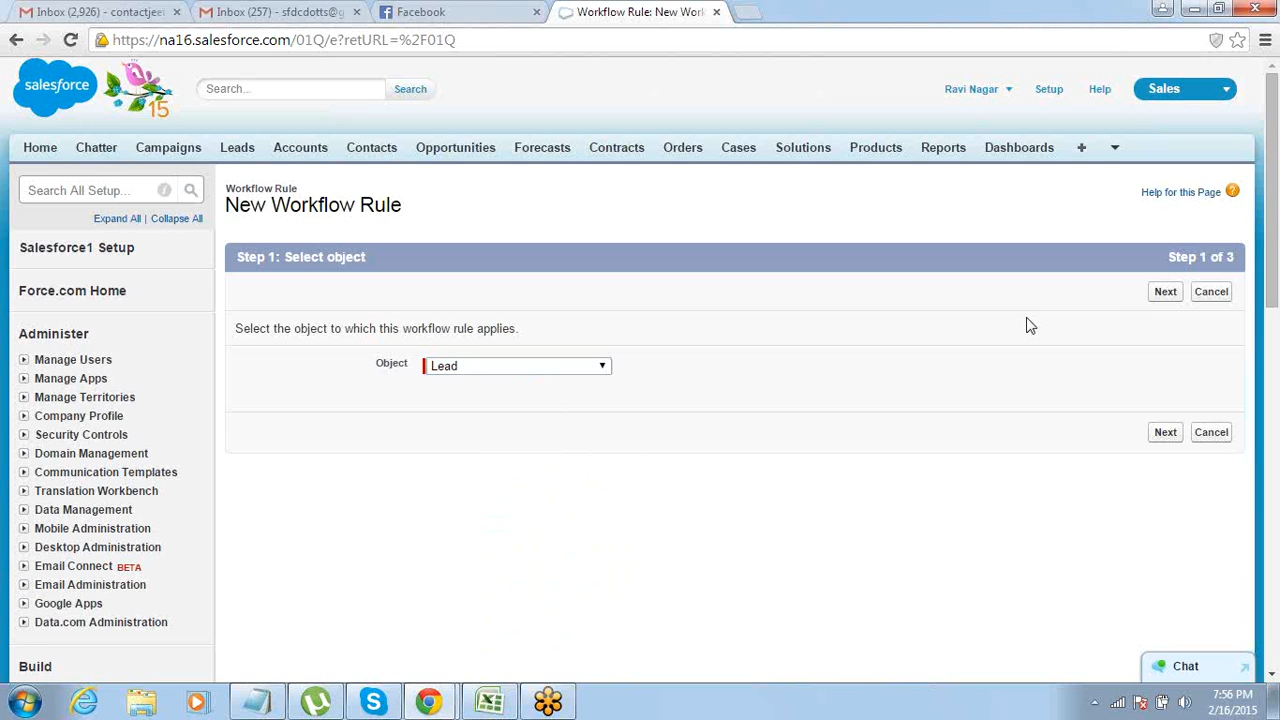 Inbox (2,926) - contactjee
Inbox (257) - sfdcdotts@g
Facebook
Workflow Rule: New Work
https://na16.salesforce.com/01Q/e?retURL=%2F01Q
salesforce
15
Search...
Search
Ravi Nagar
Setup
Help
Sales
Home
Chatter
Campaigns
Leads
Accounts
Contacts
Opportunities
Forecasts
Contracts
Orders
Cases
Solutions
Products
Reports
Dashboards
+
Search All Setup...
Expand All | Collapse All
Salesforce1 Setup
Force.com Home
Administer
Manage Users
Manage Apps
Manage Territories
Company Profile
Security Controls
Domain Management
Communication Templates
Translation Workbench
Data Management
Mobile Administration
Desktop Administration
Email Connect BETA
Email Administration
Google Apps
Data.com Administration
Build
Workflow Rule
New Workflow Rule
Help for this Page ?
Step 1: Select object
Step 1 of 3
Next
Cancel
Select the object to which this workflow rule applies.
Object
Lead
Next
Cancel
Chat
7:56 PM
2/16/2015